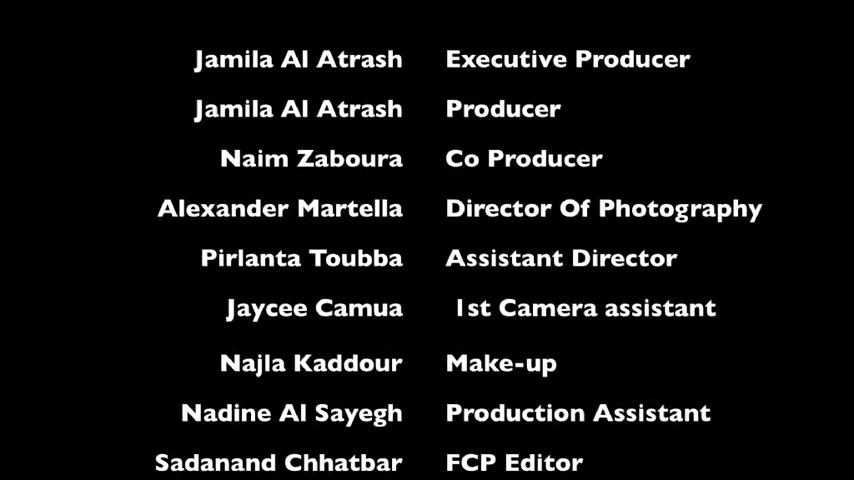 Jamila Al Atrash Executive Producer
Jamila Al Atrash Producer
Naim Zaboura Co Producer
Alexander Martella Director Of Photography
Pirlanta Toubba Assistant Director
Jaycee Camua 1st Camera assistant
Najla Kaddour Make-up
Nadine Al Sayegh Production Assistant
Sadanand Chhatbar FCP Editor